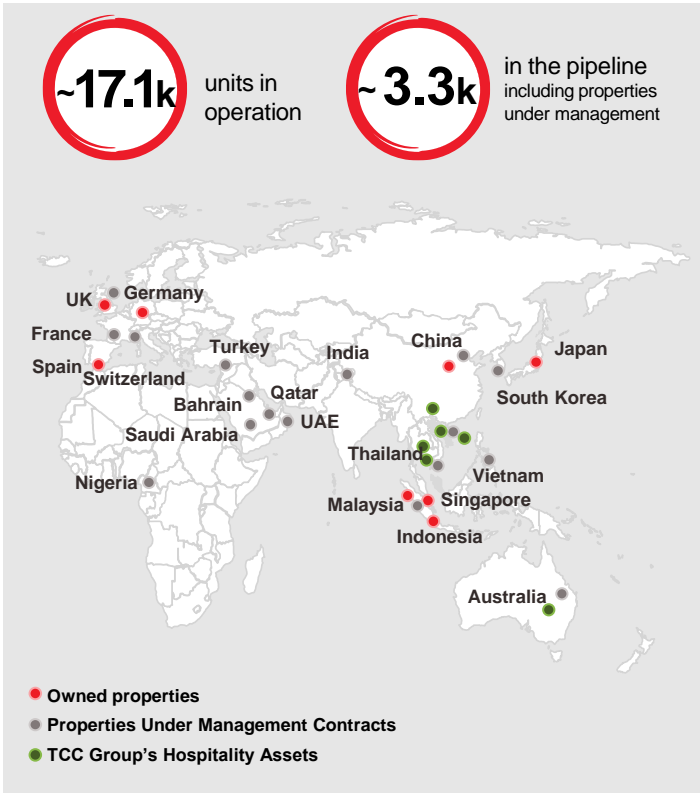 ~17.1k
units in
operation
~ 3.3k
in the pipeline
including properties
under management
UK
Germany
France
Spain
Switzerland
Turkey
India
China
Japan
South Korea
Bahrain
Qatar
UAE
Saudi Arabia
Thailand
Vietnam
Nigeria
Malaysia
Singapore
Indonesia
Australia
Owned properties
Properties Under Management Contracts
TCC Group's Hospitality Assets